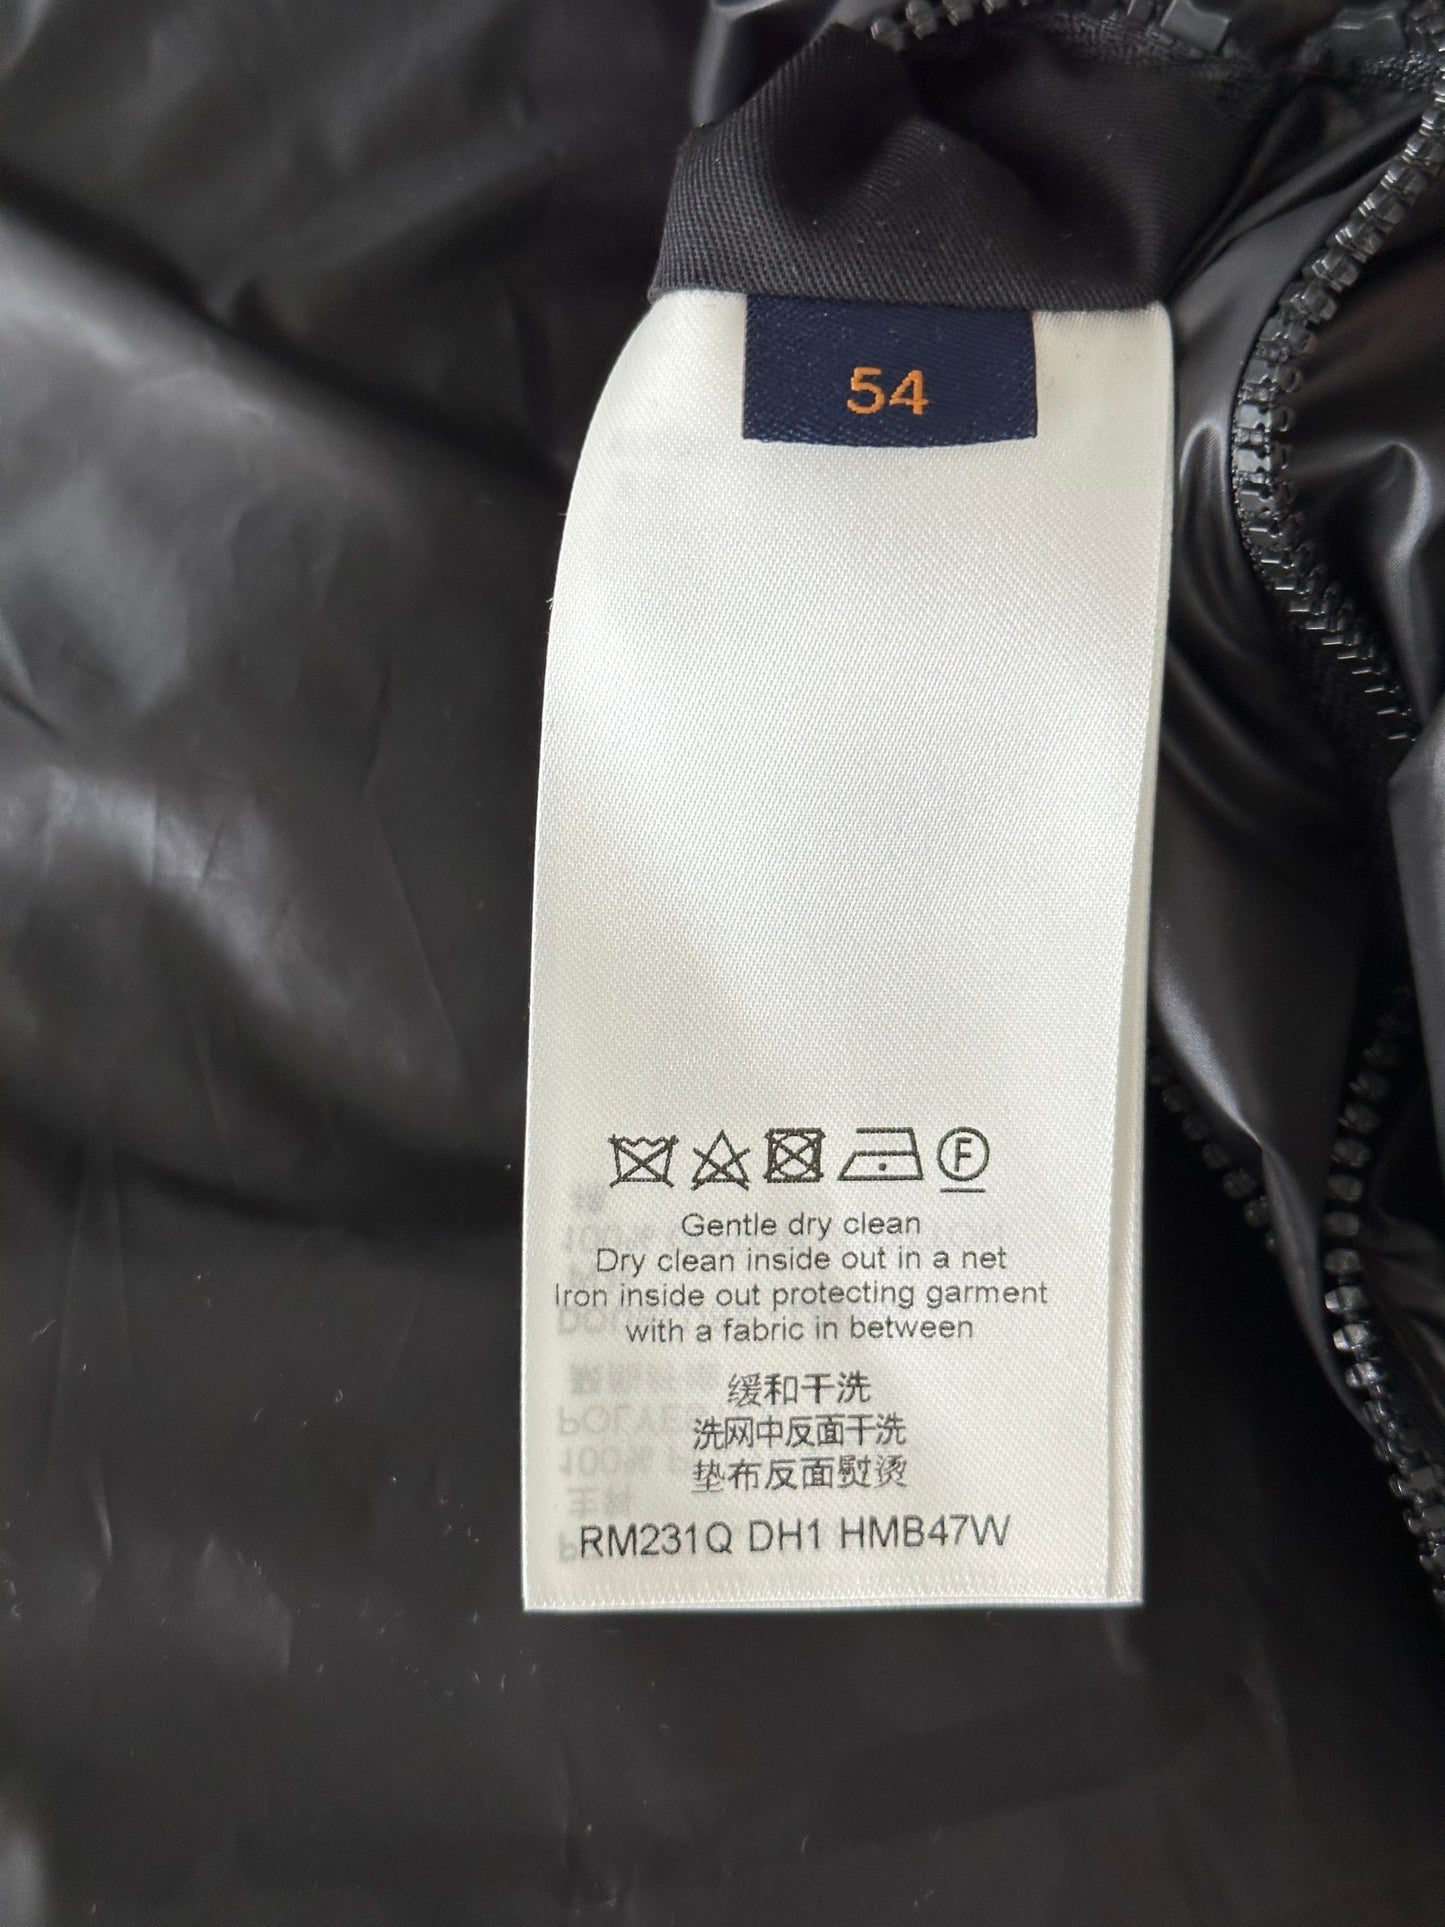 54
F
Gentle dry clean
Dry clean inside out in a net
Iron inside out protecting garment
with a fabric in between
缓和干洗
洗网中反面干洗
垫布反面熨烫
RM231Q DH1 HMB47W